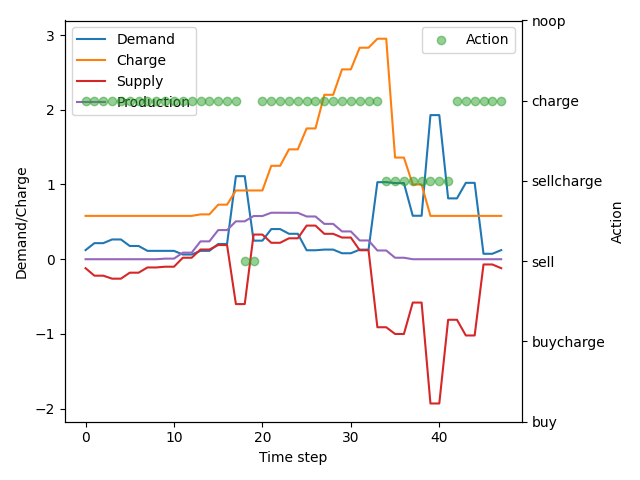 Demand
Charge
Supply
Production
Action
3
2
1
0
−1
−2
Demand/Charge
0
10
20
30
40
Time step
noop
charge
sellcharge
sell
buycharge
buy
Action